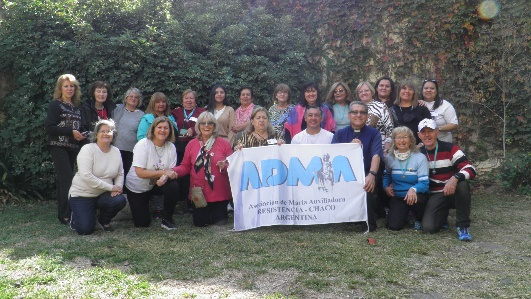 ADMA
Asociación de María Auxiliadora
RESISTENCIA - CHACO
ARGENTINA